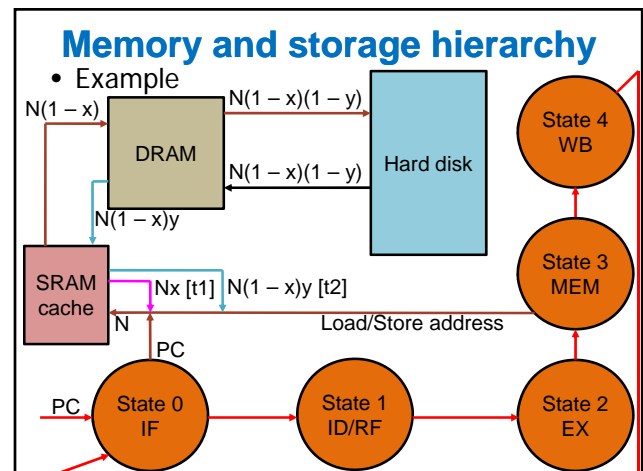 Memory and storage hierarchy
• Example
N(1 – x)
N(1 – x)(1 – y)
DRAM
N(1 – x)(1 – y)
Hard disk
State 4
WB
N(1 – x)y
SRAM
cache
Nx [t1]
N(1 – x)y [t2]
State 3
MEM
N
Load/Store address
PC
PC
State 0
IF
State 1
ID/RF
State 2
EX